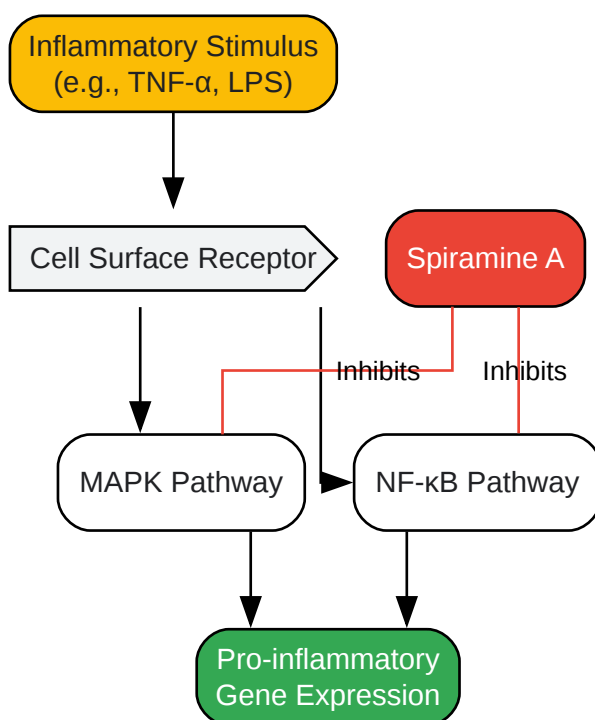 Inflammatory Stimulus
(e.g., TNF-α, LPS)
Cell Surface Receptor
Spiramine A
Inhibits
Inhibits
MAPK Pathway
NF-κB Pathway
Pro-inflammatory
Gene Expression